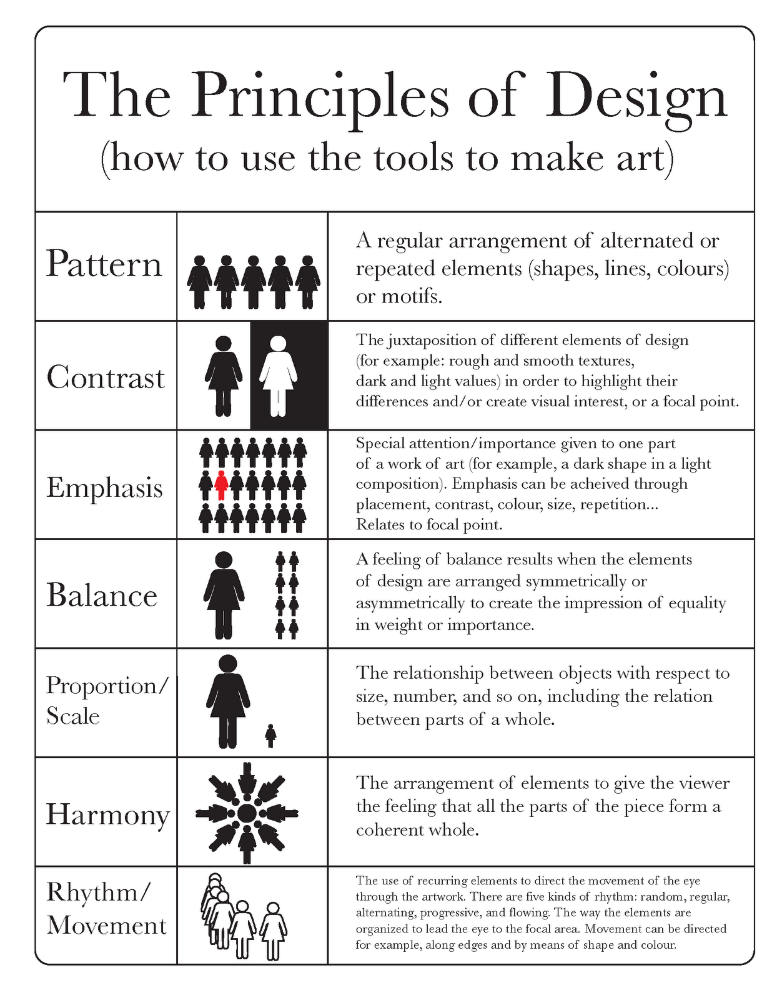 The Principles of Design
(how to use the tools to make art)
Pattern
A regular arrangement of alternated or
repeated elements (shapes, lines, colours)
or motifs.
Contrast
The juxtaposition of different elements of design
(for example: rough and smooth textures,
dark and light values) in order to highlight their
differences and/or create visual interest, or a focal point.
Emphasis
Special attention/importance given to one part
of a work of art (for example, a dark shape in a light
composition). Emphasis can be acheived through
placement, contrast, colour, size, repetition...
Relates to focal point.
Balance
A feeling of balance results when the elements
of design are arranged symmetrically or
asymmetrically to create the impression of equality
in weight or importance.
Proportion/
Scale
The relationship between objects with respect to
size, number, and so on, including the relation
between parts of a whole.
Harmony
The arrangement of elements to give the viewer
the feeling that all the parts of the piece form a
coherent whole.
Rhythm/
Movement
The use of recurring elements to direct the movement of the eye
through the artwork. There are five kinds of rhythm: random, regular,
alternating, progressive, and flowing. The way the elements are
organized to lead the eye to the focal area. Movement can be directed
for example, along edges and by means of shape and colour.